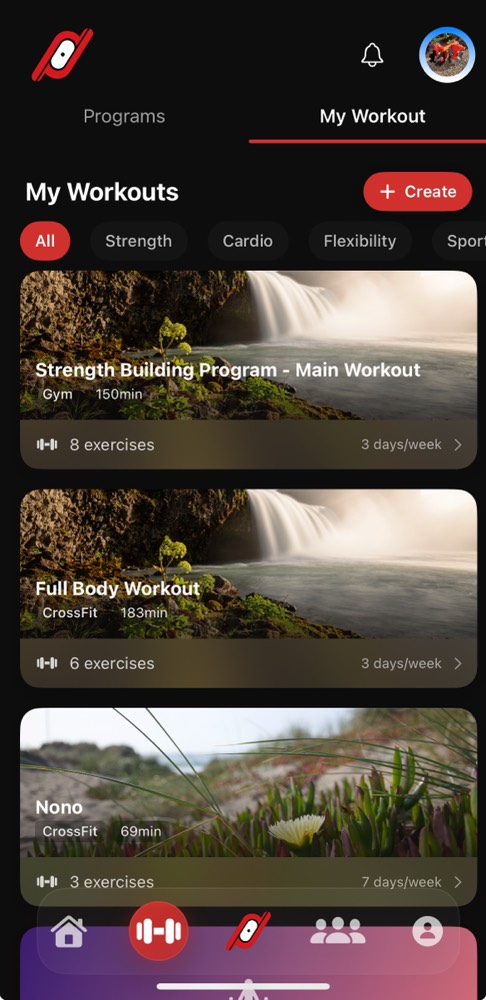 Programs
My Workout
My Workouts
+ Create
All
Strength
Cardio
Flexibility
Sport
Strength Building Program - Main Workout
Gym 150min
8 exercises
3 days/week
Full Body Workout
CrossFit 183min
6 exercises
3 days/week
Nono
CrossFit 69min
3 exercises
7 days/week